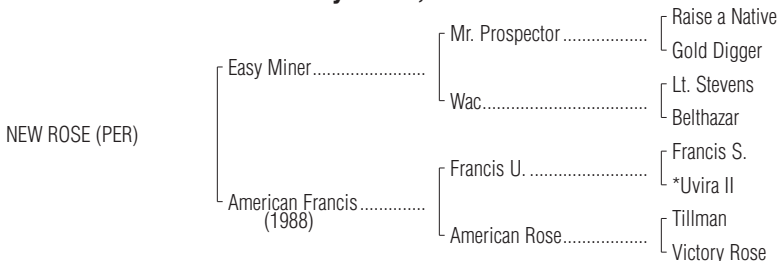 Raise a Native
Mr. Prospector ....................
Gold Digger
Easy Miner..........................
Lt. Stevens
Wac.......................................
Belthazar
NEW ROSE (PER)
Francis S.
Francis U. ............................
*Uvira II
American Francis...............
(1988)
Tillman
American Rose....................
Victory Rose